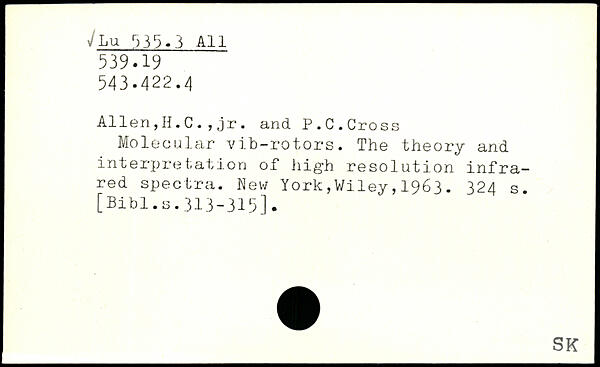 √Lu 535.3 All
539.19
543.422.4
Allen,H.C.,jr. and P.C.Cross
Molecular vib-rotors. The theory and
interpretation of high resolution infra-
red spectra. New York,Wiley,1963. 324 s.
[Bibl.s.313-315].
SK